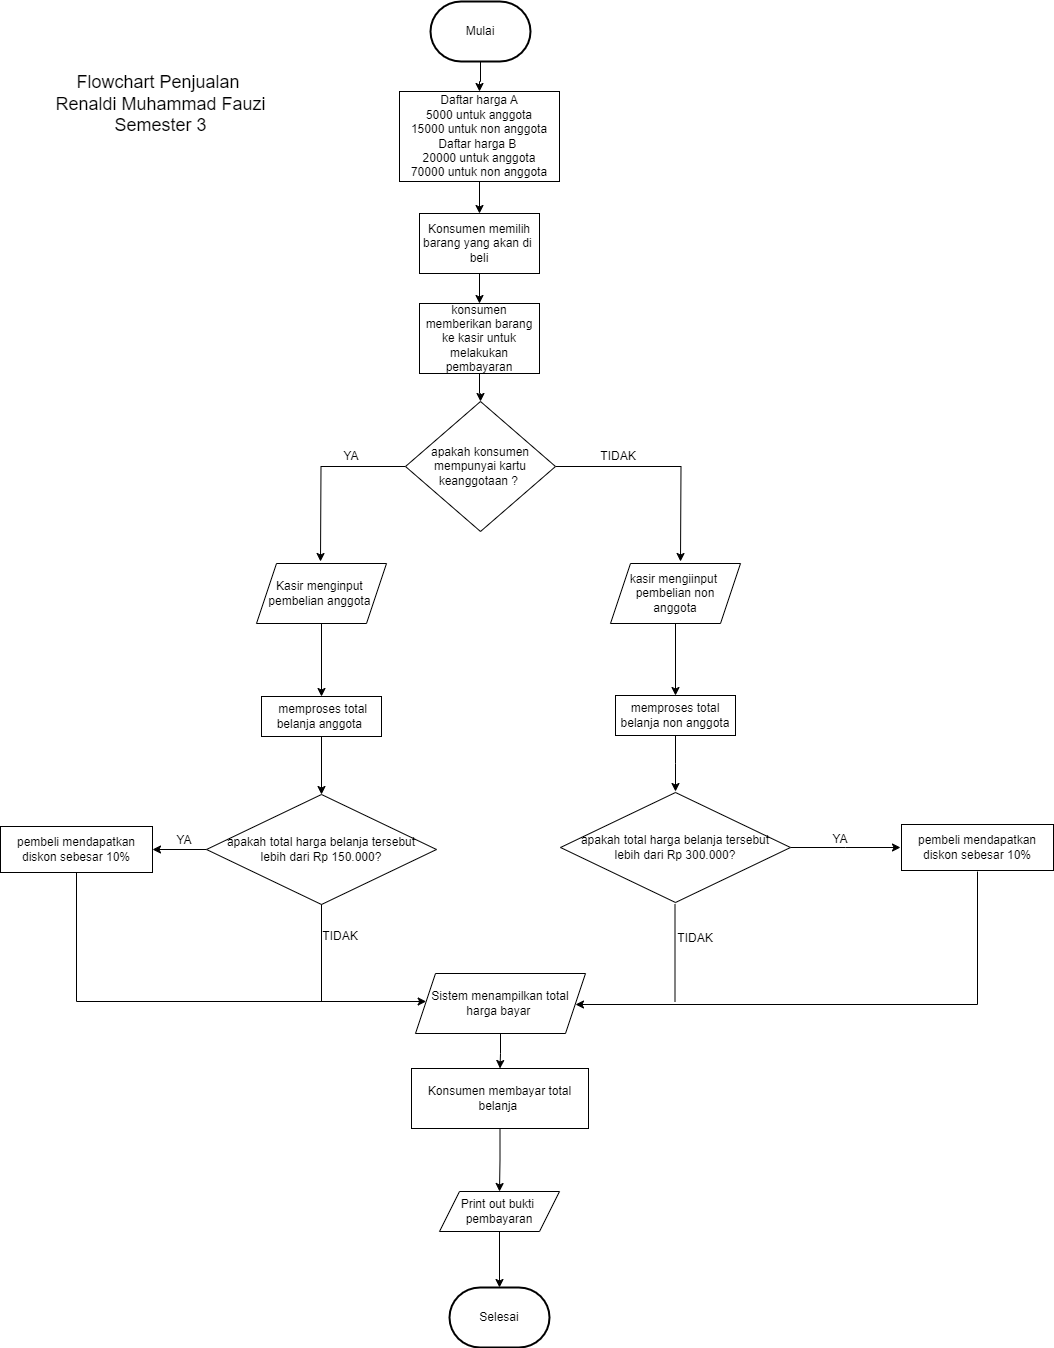 Mulai
Flowchart Penjualan
Renaldi Muhammad Fauzi
Semester 3
Daftar harga A
5000 untuk anggota
15000 untuk non anggota
Daftar harga B
20000 untuk anggota
70000 untuk non anggota
Konsumen memilih
barang yang akan di
beli
konsumen
memberikan barang
ke kasir untuk
melakukan
pembayaran
apakah konsumen
mempunyai kartu
keanggotaan ?
YA
TIDAK
Kasir menginput
pembelian anggota
kasir mengiinput
pembelian non
anggota
memproses total
belanja anggota
memproses total
belanja non anggota
pembeli mendapatkan
diskon sebesar 10%
YA
apakah total harga belanja tersebut
lebih dari Rp 150.000?
apakah total harga belanja tersebut
lebih dari Rp 300.000?
YA
pembeli mendapatkan
diskon sebesar 10%
TIDAK
TIDAK
Sistem menampilkan total
harga bayar
Konsumen membayar total
belanja
Print out bukti
pembayaran
Selesai